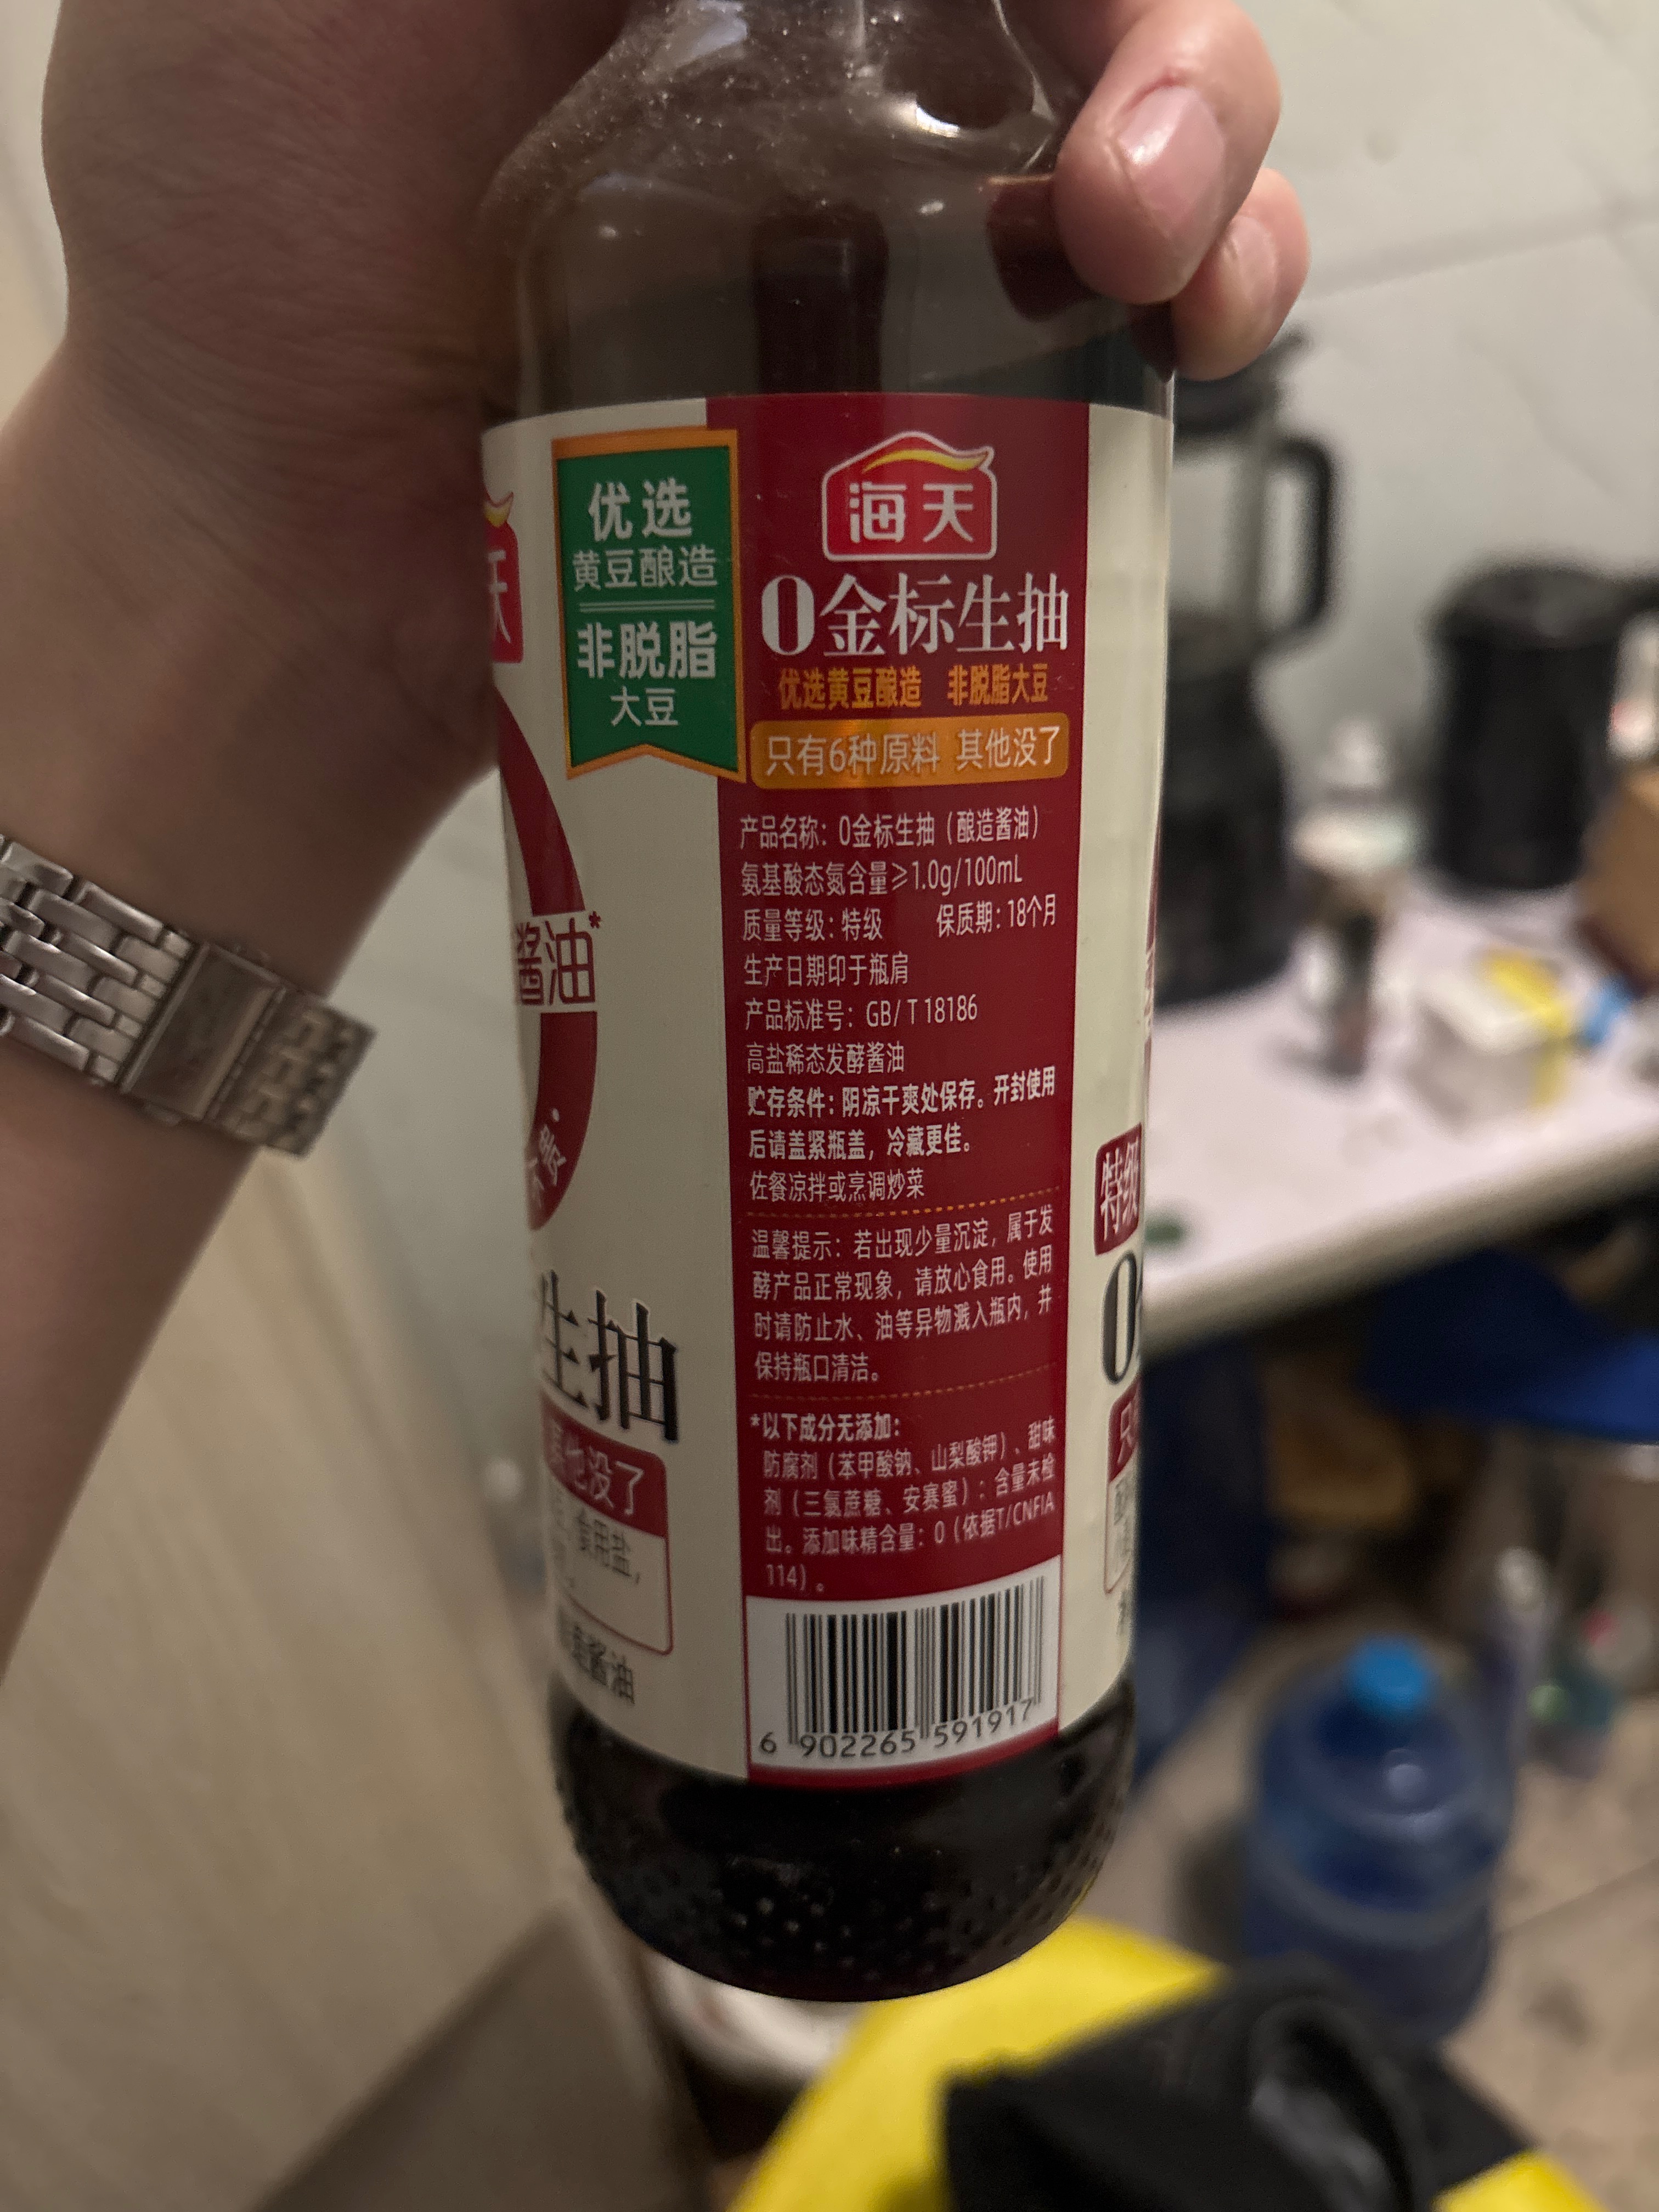 优选
黄豆酿造
非脱脂
大豆
天
酱油*
生抽
其他没了
食用盐，
酱油
海天
0金标生抽
优选黄豆酿造 非脱脂大豆
只有6种原料 其他没了
产品名称：0金标生抽（酿造酱油）
氨基酸态氮含量≥1.0g/100mL
质量等级：特级 保质期：18个月
生产日期印于瓶肩
产品标准号：GB/T 18186
高盐稀态发酵酱油
贮存条件：阴凉干爽处保存。开封使用
后请盖紧瓶盖，冷藏更佳。
佐餐凉拌或烹调炒菜
温馨提示：若出现少量沉淀，属于发
酵产品正常现象，请放心食用。使用
时请防止水、油等异物溅入瓶内，并
保持瓶口清洁。
*以下成分无添加：
防腐剂（苯甲酸钠、山梨酸钾）、甜味
剂（三氯蔗糖、安赛蜜）：含量未检
出。添加味精含量：0（依据T/CNFIA
114）。
6 902265 591917
特级
0
只